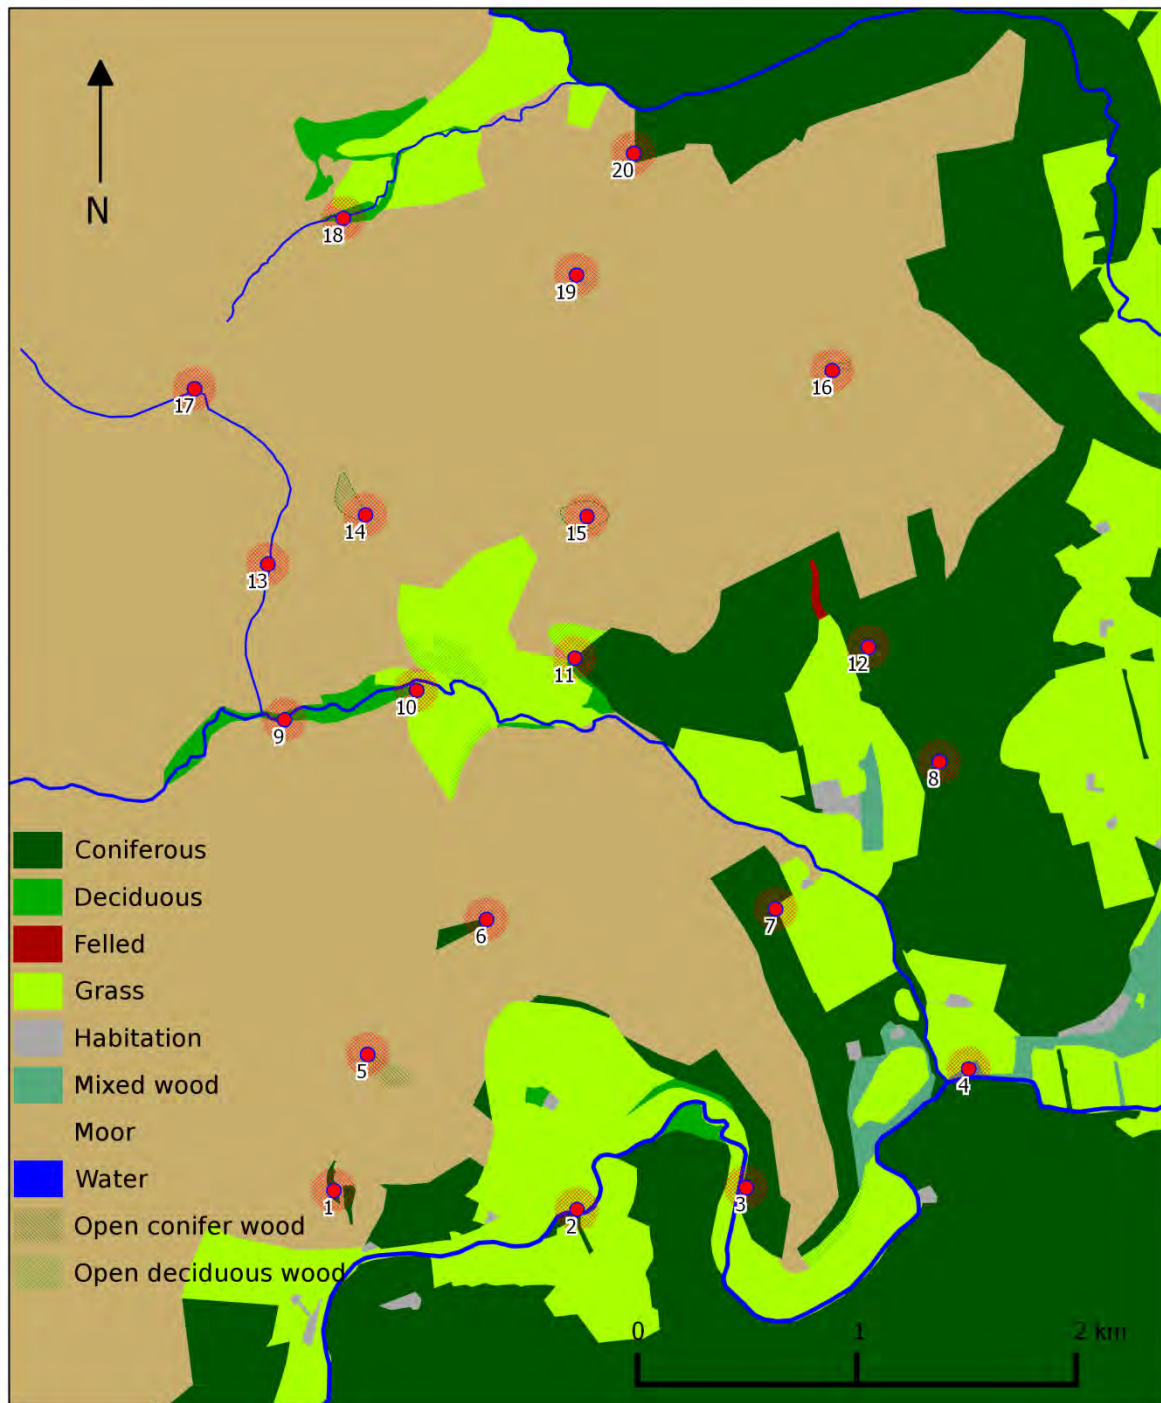 N
20
18
19
16
17
14
15
13
12
11
10
9
8
7
6
5
4
3
1
2
Coniferous
Deciduous
Felled
Grass
Habitation
Mixed wood
Moor
Water
Open conifer wood
Open deciduous wood
0 1 2 km